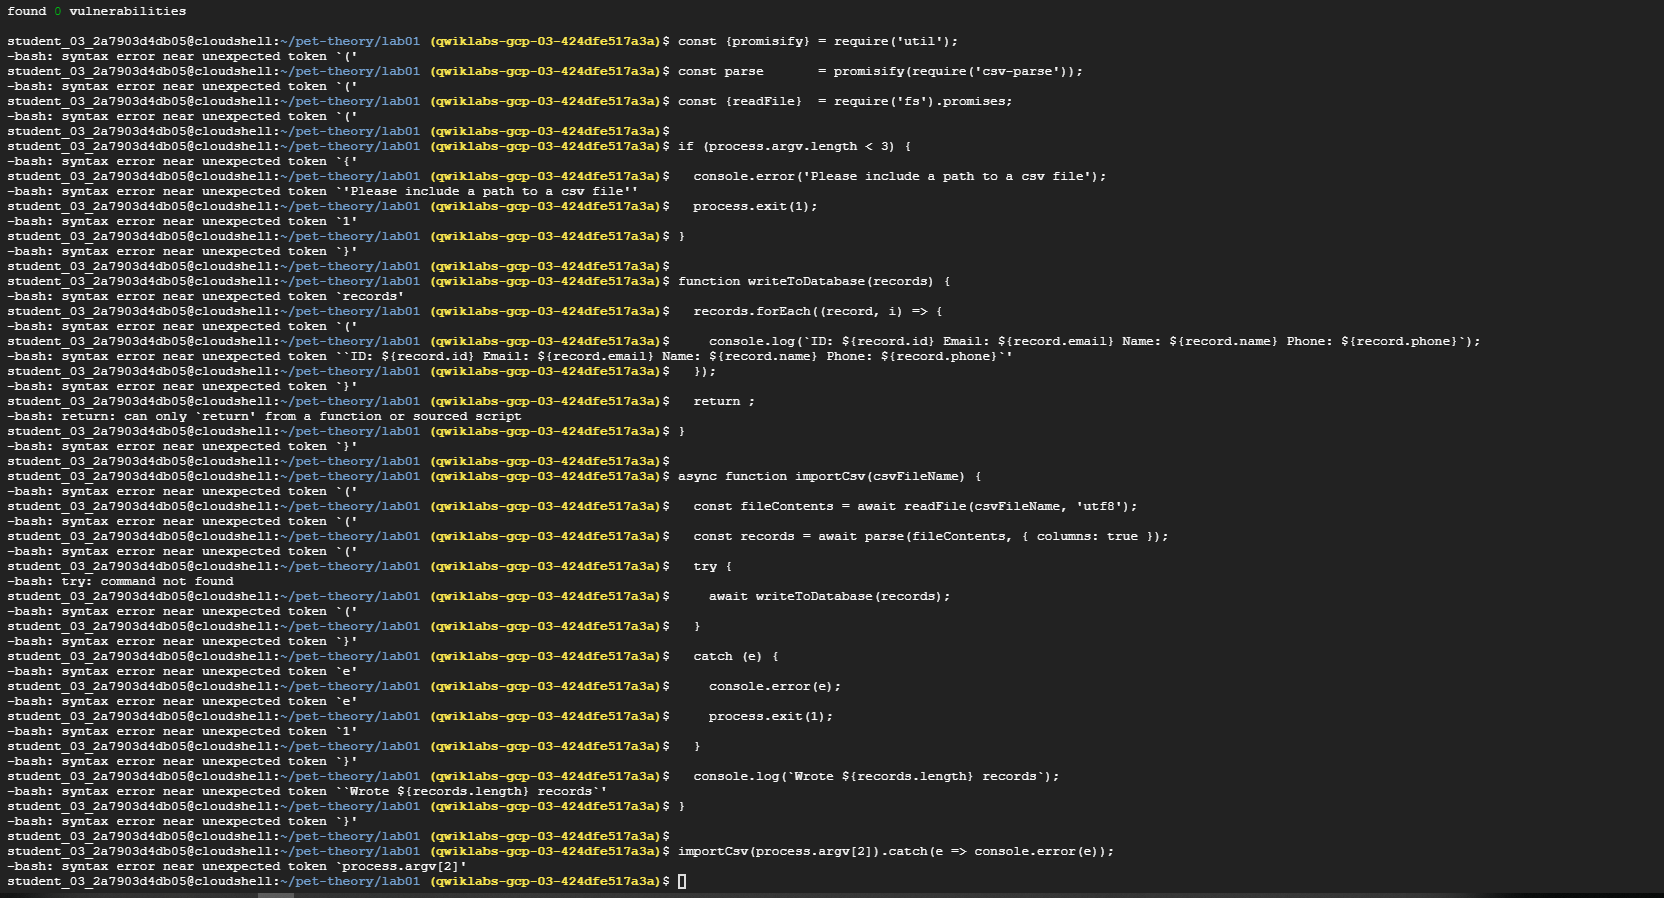 found 0 vulnerabilities
student_03_2a7903d4db05@cloudshell:~/pet-theory/lab01 (qwiklabs-gcp-03-424dfe517a3a)$ const {promisify} = require('util');
-bash: syntax error near unexpected token `('
student_03_2a7903d4db05@cloudshell:~/pet-theory/lab01 (qwiklabs-gcp-03-424dfe517a3a)$ const parse       = promisify(require('csv-parse'));
-bash: syntax error near unexpected token `('
student_03_2a7903d4db05@cloudshell:~/pet-theory/lab01 (qwiklabs-gcp-03-424dfe517a3a)$ const {readFile}  = require('fs').promises;
-bash: syntax error near unexpected token `('
student_03_2a7903d4db05@cloudshell:~/pet-theory/lab01 (qwiklabs-gcp-03-424dfe517a3a)$
student_03_2a7903d4db05@cloudshell:~/pet-theory/lab01 (qwiklabs-gcp-03-424dfe517a3a)$ if (process.argv.length < 3) {
-bash: syntax error near unexpected token `{'
student_03_2a7903d4db05@cloudshell:~/pet-theory/lab01 (qwiklabs-gcp-03-424dfe517a3a)$   console.error('Please include a path to a csv file');
-bash: syntax error near unexpected token `'Please include a path to a csv file''
student_03_2a7903d4db05@cloudshell:~/pet-theory/lab01 (qwiklabs-gcp-03-424dfe517a3a)$   process.exit(1);
-bash: syntax error near unexpected token `1'
student_03_2a7903d4db05@cloudshell:~/pet-theory/lab01 (qwiklabs-gcp-03-424dfe517a3a)$ }
-bash: syntax error near unexpected token `}'
student_03_2a7903d4db05@cloudshell:~/pet-theory/lab01 (qwiklabs-gcp-03-424dfe517a3a)$
student_03_2a7903d4db05@cloudshell:~/pet-theory/lab01 (qwiklabs-gcp-03-424dfe517a3a)$ function writeToDatabase(records) {
-bash: syntax error near unexpected token `records'
student_03_2a7903d4db05@cloudshell:~/pet-theory/lab01 (qwiklabs-gcp-03-424dfe517a3a)$   records.forEach((record, i) => {
-bash: syntax error near unexpected token `('
student_03_2a7903d4db05@cloudshell:~/pet-theory/lab01 (qwiklabs-gcp-03-424dfe517a3a)$     console.log(`ID: ${record.id} Email: ${record.email} Name: ${record.name} Phone: ${record.phone}`);
-bash: syntax error near unexpected token ``ID: ${record.id} Email: ${record.email} Name: ${record.name} Phone: ${record.phone}`'
student_03_2a7903d4db05@cloudshell:~/pet-theory/lab01 (qwiklabs-gcp-03-424dfe517a3a)$   });
-bash: syntax error near unexpected token `}'
student_03_2a7903d4db05@cloudshell:~/pet-theory/lab01 (qwiklabs-gcp-03-424dfe517a3a)$   return ;
-bash: return: can only `return' from a function or sourced script
student_03_2a7903d4db05@cloudshell:~/pet-theory/lab01 (qwiklabs-gcp-03-424dfe517a3a)$ }
-bash: syntax error near unexpected token `}'
student_03_2a7903d4db05@cloudshell:~/pet-theory/lab01 (qwiklabs-gcp-03-424dfe517a3a)$
student_03_2a7903d4db05@cloudshell:~/pet-theory/lab01 (qwiklabs-gcp-03-424dfe517a3a)$ async function importCsv(csvFileName) {
-bash: syntax error near unexpected token `('
student_03_2a7903d4db05@cloudshell:~/pet-theory/lab01 (qwiklabs-gcp-03-424dfe517a3a)$   const fileContents = await readFile(csvFileName, 'utf8');
-bash: syntax error near unexpected token `('
student_03_2a7903d4db05@cloudshell:~/pet-theory/lab01 (qwiklabs-gcp-03-424dfe517a3a)$   const records = await parse(fileContents, { columns: true });
-bash: syntax error near unexpected token `('
student_03_2a7903d4db05@cloudshell:~/pet-theory/lab01 (qwiklabs-gcp-03-424dfe517a3a)$   try {
-bash: try: command not found
student_03_2a7903d4db05@cloudshell:~/pet-theory/lab01 (qwiklabs-gcp-03-424dfe517a3a)$     await writeToDatabase(records);
-bash: syntax error near unexpected token `('
student_03_2a7903d4db05@cloudshell:~/pet-theory/lab01 (qwiklabs-gcp-03-424dfe517a3a)$   }
-bash: syntax error near unexpected token `}'
student_03_2a7903d4db05@cloudshell:~/pet-theory/lab01 (qwiklabs-gcp-03-424dfe517a3a)$   catch (e) {
-bash: syntax error near unexpected token `e'
student_03_2a7903d4db05@cloudshell:~/pet-theory/lab01 (qwiklabs-gcp-03-424dfe517a3a)$     console.error(e);
-bash: syntax error near unexpected token `e'
student_03_2a7903d4db05@cloudshell:~/pet-theory/lab01 (qwiklabs-gcp-03-424dfe517a3a)$     process.exit(1);
-bash: syntax error near unexpected token `1'
student_03_2a7903d4db05@cloudshell:~/pet-theory/lab01 (qwiklabs-gcp-03-424dfe517a3a)$   }
-bash: syntax error near unexpected token `}'
student_03_2a7903d4db05@cloudshell:~/pet-theory/lab01 (qwiklabs-gcp-03-424dfe517a3a)$   console.log(`Wrote ${records.length} records`);
-bash: syntax error near unexpected token ``Wrote ${records.length} records`'
student_03_2a7903d4db05@cloudshell:~/pet-theory/lab01 (qwiklabs-gcp-03-424dfe517a3a)$ }
-bash: syntax error near unexpected token `}'
student_03_2a7903d4db05@cloudshell:~/pet-theory/lab01 (qwiklabs-gcp-03-424dfe517a3a)$
student_03_2a7903d4db05@cloudshell:~/pet-theory/lab01 (qwiklabs-gcp-03-424dfe517a3a)$ importCsv(process.argv[2]).catch(e => console.error(e));
-bash: syntax error near unexpected token `process.argv[2]'
student_03_2a7903d4db05@cloudshell:~/pet-theory/lab01 (qwiklabs-gcp-03-424dfe517a3a)$